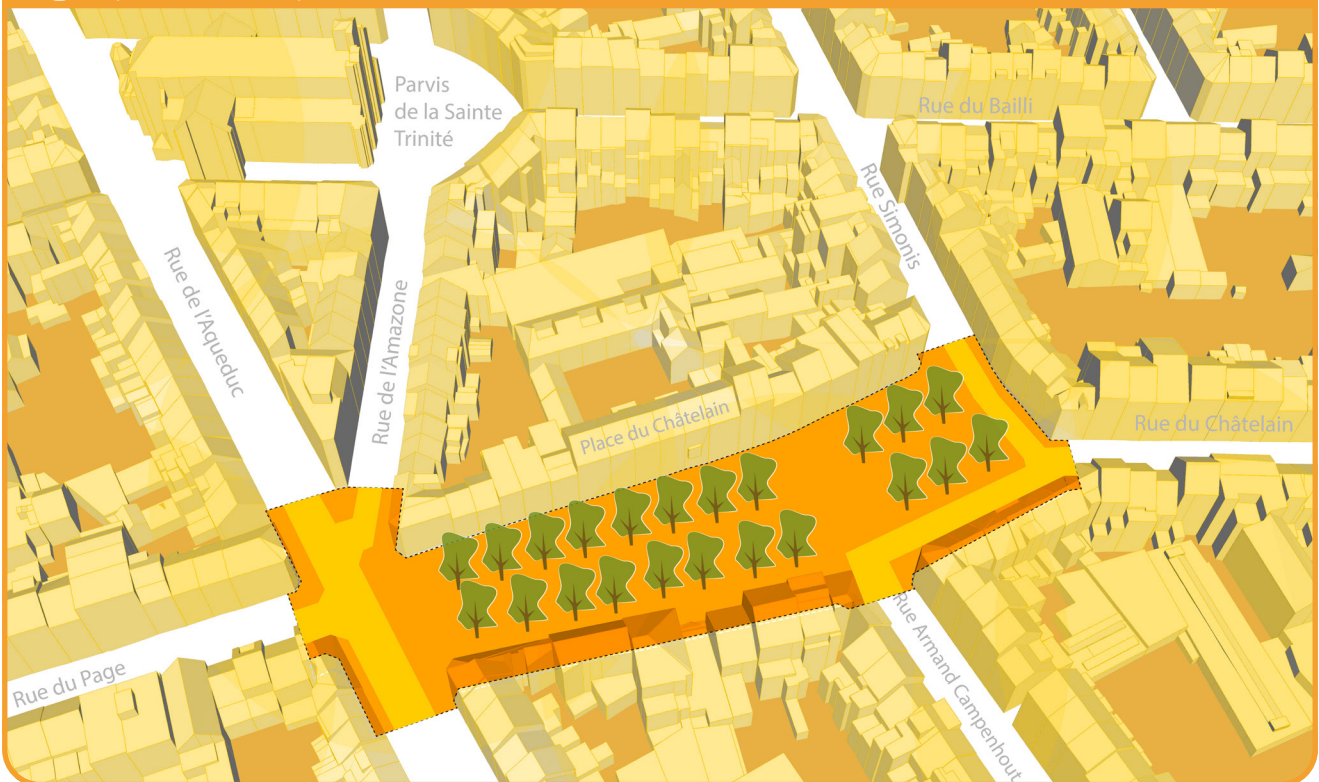 Parvis
de la Sainte
Trinité
Rue du Bailli
Rue Simonis
Rue de l'Aqueduc
Rue de l'Amazone
Place du Châtelain
Rue du Châtelain
Rue Armand Campenhout
Rue du Page